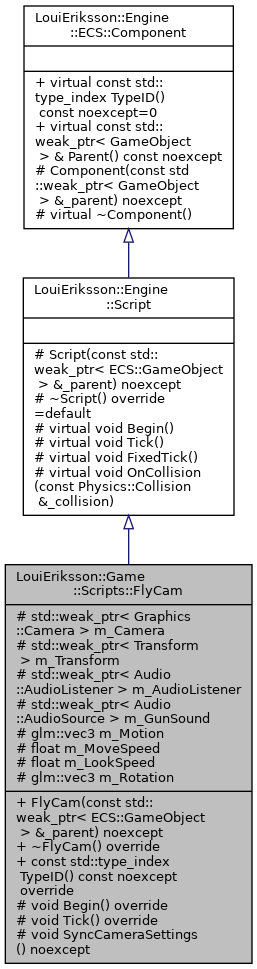 LouiEriksson::Engine
::ECS::Component
+ virtual const std::
type_index TypeID()
const noexcept=0
+ virtual const std::
weak_ptr< GameObject
> & Parent() const noexcept
# Component(const std
::weak_ptr< GameObject
> &_parent) noexcept
# virtual ~Component()
LouiEriksson::Engine
::Script
# Script(const std::
weak_ptr< ECS::GameObject
> &_parent) noexcept
# ~Script() override
=default
# virtual void Begin()
# virtual void Tick()
# virtual void FixedTick()
# virtual void OnCollision
(const Physics::Collision
&_collision)
LouiEriksson::Game
::Scripts::FlyCam
# std::weak_ptr< Graphics
::Camera > m_Camera
# std::weak_ptr< Transform
> m_Transform
# std::weak_ptr< Audio
::AudioListener > m_AudioListener
# std::weak_ptr< Audio
::AudioSource > m_GunSound
# glm::vec3 m_Motion
# float m_MoveSpeed
# float m_LookSpeed
# glm::vec3 m_Rotation
+ FlyCam(const std::
weak_ptr< ECS::GameObject
> &_parent) noexcept
+ ~FlyCam() override
+ const std::type_index
TypeID() const noexcept
override
# void Begin() override
# void Tick() override
# void SyncCameraSettings
() noexcept